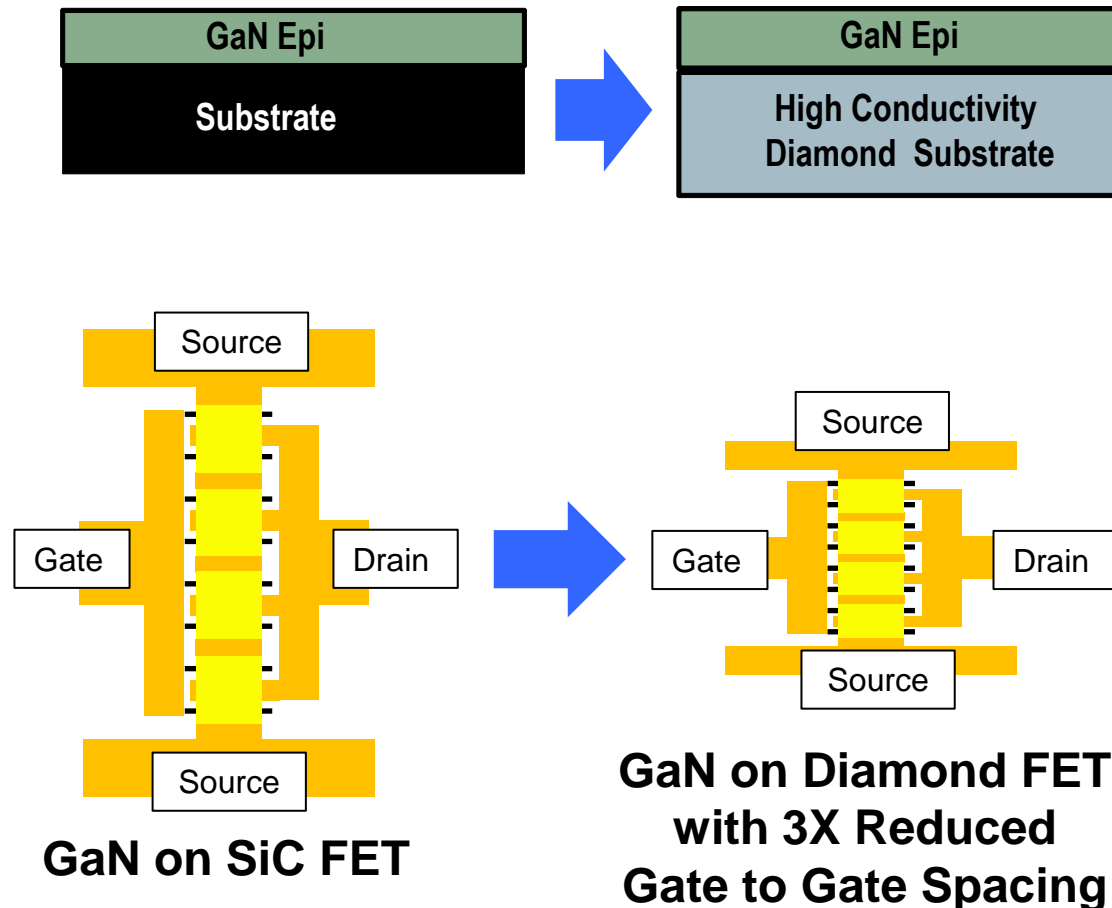 GaN Epi
Substrate
GaN Epi
High Conductivity
Diamond Substrate
Source
Gate
Drain
Source
GaN on SiC FET
Source
Gate
Drain
Source
GaN on Diamond FET
with 3X Reduced
Gate to Gate Spacing